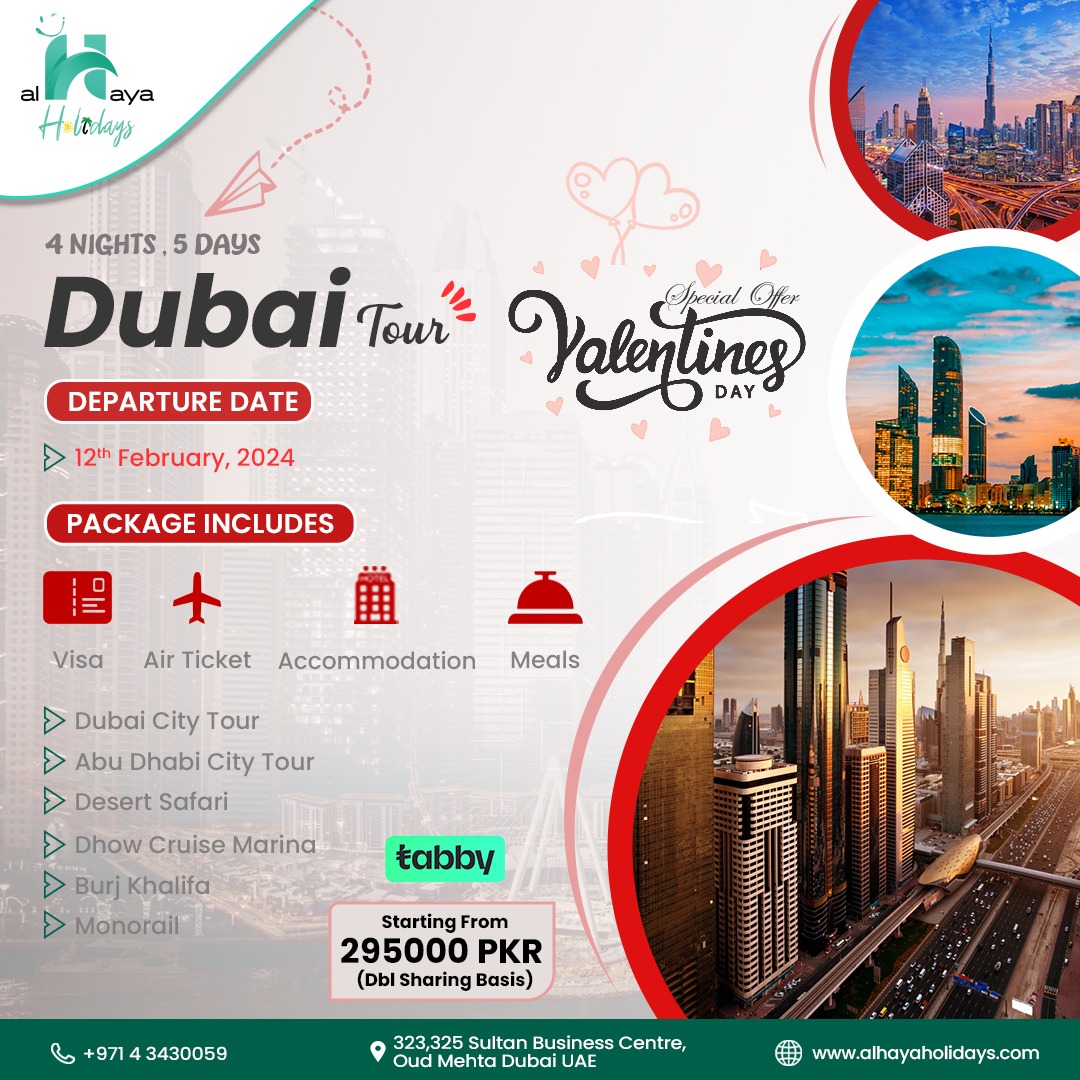 al Haya
Holidays
4 NIGHTS , 5 DAYS
Dubai Tour
Special Offer
Valentines
DAY
DEPARTURE DATE
12th February, 2024
PACKAGE INCLUDES
HOTEL
Visa
Air Ticket
Accommodation
Meals
Dubai City Tour
Abu Dhabi City Tour
Desert Safari
Dhow Cruise Marina
Burj Khalifa
Monorail
tabby
Starting From
295000 PKR
(Dbl Sharing Basis)
+971 4 3430059
323,325 Sultan Business Centre,
Oud Mehta Dubai UAE
www.alhayaholidays.com